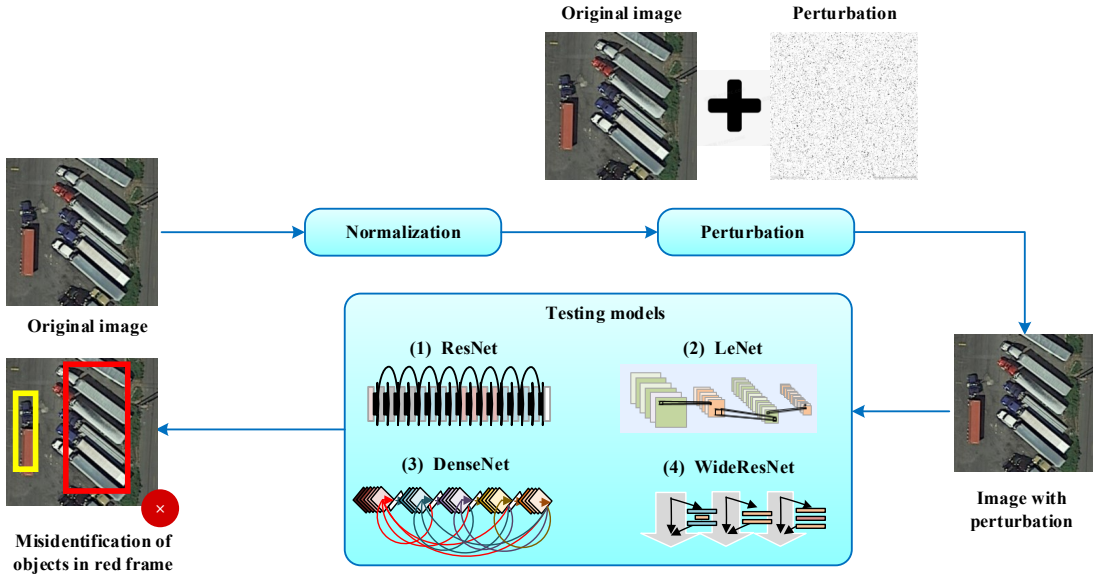 Original image
Perturbation
Normalization
Perturbation
Original image
Testing models
(1) ResNet
(2) LeNet
(3) DenseNet
(4) WideResNet
Image with
perturbation
×
Misidentification of
objects in red frame